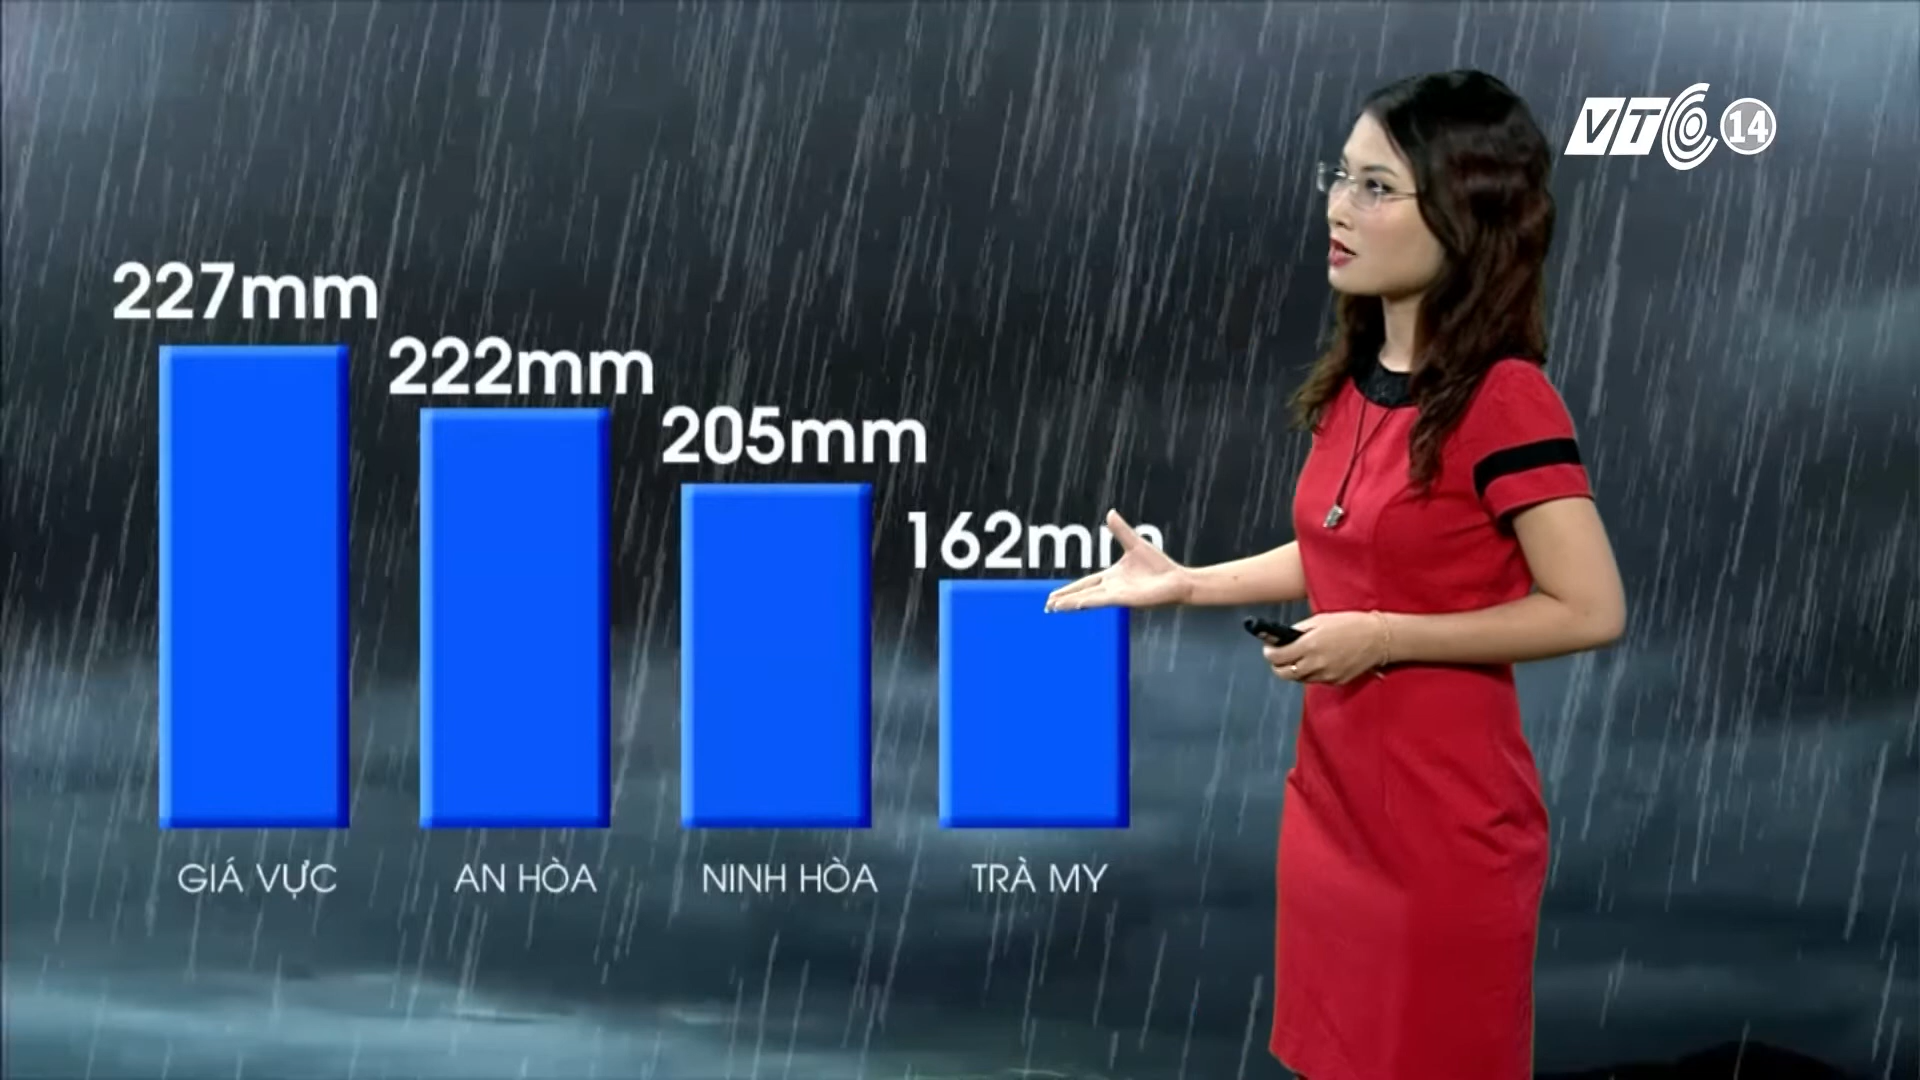 VTC 14
227mm
222mm
205mm
162mm
GIÁ VỰC
AN HÒA
NINH HÒA
TRÀ MY